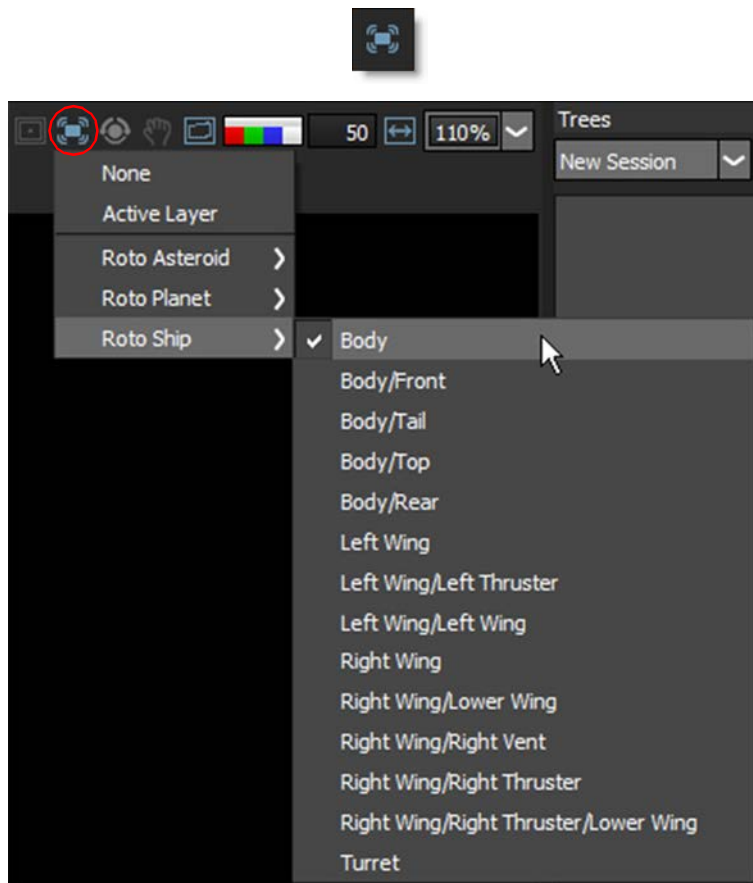 50
110%
Trees
New Session
None
Active Layer
Roto Asteroid
Roto Planet
Roto Ship
Body
Body/Front
Body/Tail
Body/Top
Body/Rear
Left Wing
Left Wing/Left Thruster
Left Wing/Left Wing
Right Wing
Right Wing/Lower Wing
Right Wing/Right Vent
Right Wing/Right Thruster
Right Wing/Right Thruster/Lower Wing
Turret